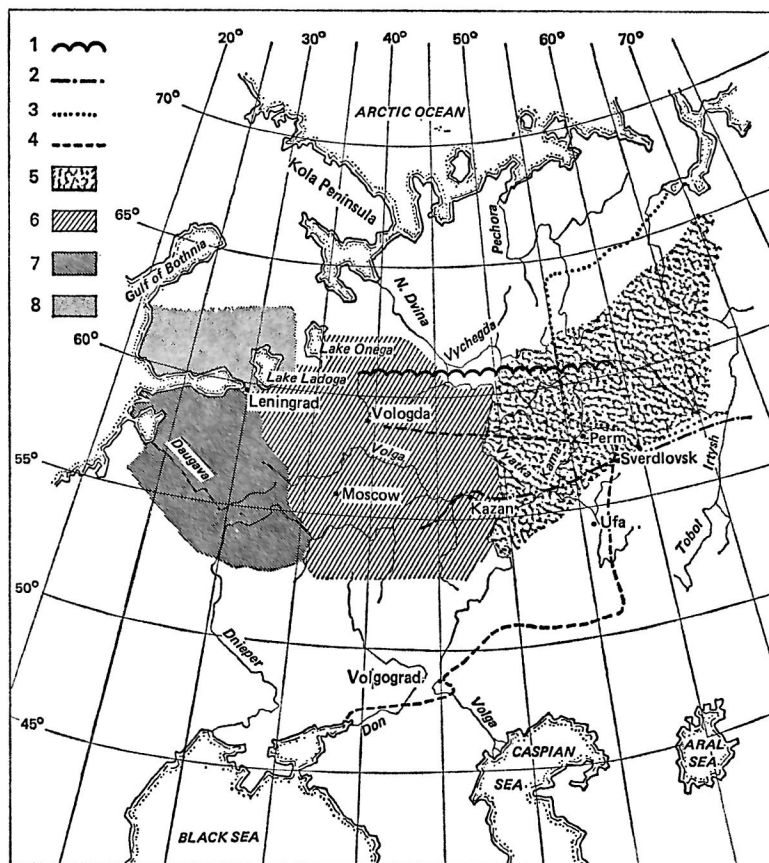 20° 30° 40° 50° 60° 70°
1
2
3
4
5
6
7
8
70°
65°
60°
55°
50°
45°
ARCTIC OCEAN
Kola Peninsula
Pechora
Gulf of Bothnia
N. Dvina
Vychegda
Lake Onega
Lake Ladoga
Leningrad
Vologda
Perm
Sverdlovsk
Volga
Vyatka
Kama
Irtysh
Daugava
Moscow
Kazan
Ufa
Tobol
Dnieper
Volgograd
Don
Volga
CASPIAN
SEA
ARAL
SEA
BLACK SEA